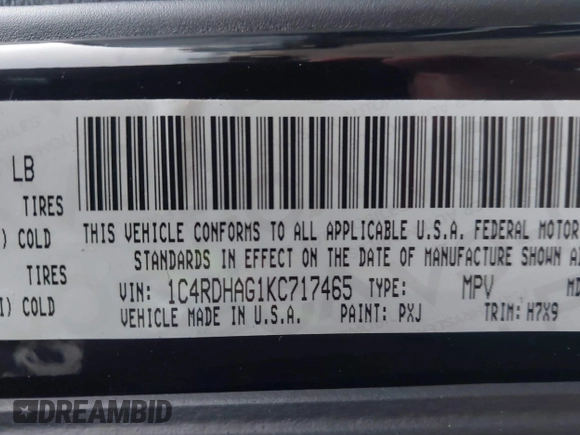 LB
TIRES
) COLD
TIRES
I) COLD
THIS VEHICLE CONFORMS TO ALL APPLICABLE U.S.A. FEDERAL MOTOR
STANDARDS IN EFFECT ON THE DATE OF MANUFACTURE SHOWN A
VIN: 1C4RDHAG1KC717465 TYPE: MPV MD
VEHICLE MADE IN U.S.A. PAINT: PXJ TRIM: H7X9
DREAMBID